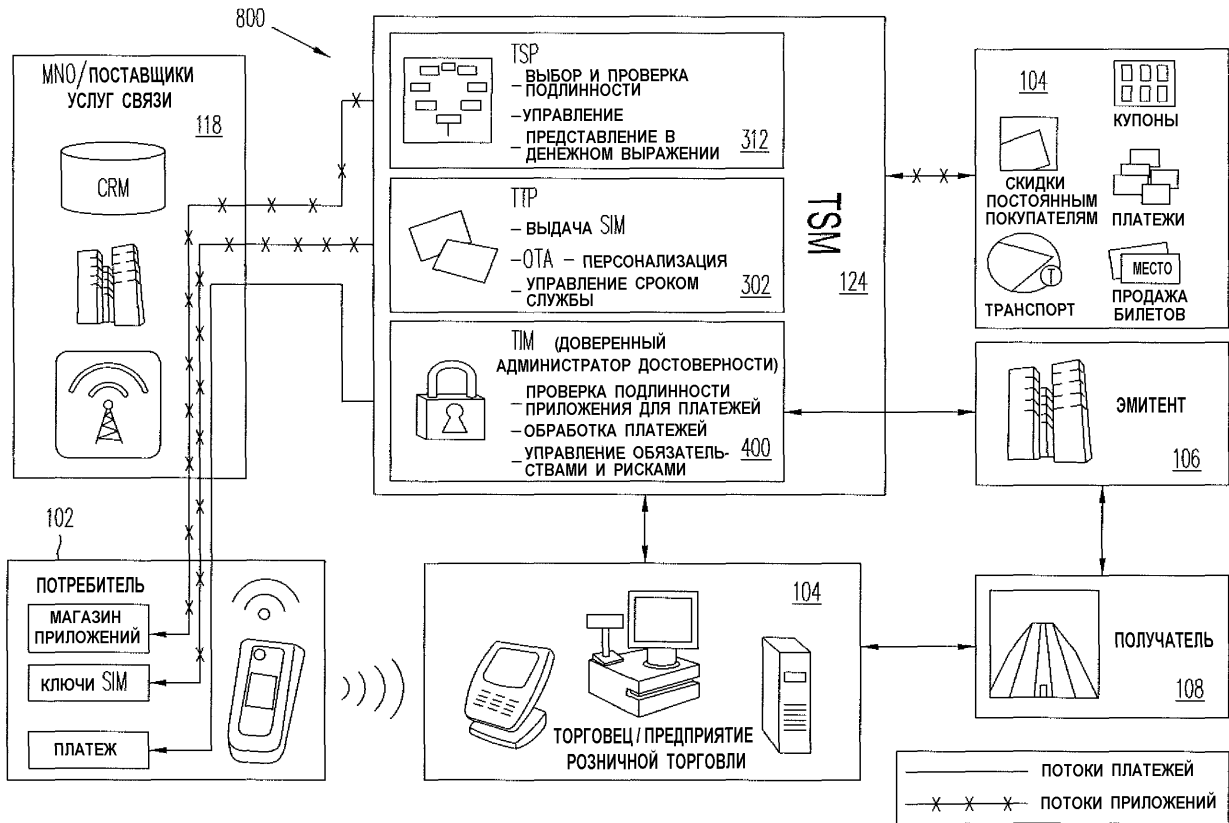 800
MNO/ПОСТАВЩИКИ
УСЛУГ СВЯЗИ
118
CRM
TSP
– ВЫБОР И ПРОВЕРКА
ПОДЛИННОСТИ
– УПРАВЛЕНИЕ
– ПРЕДСТАВЛЕНИЕ В
ДЕНЕЖНОМ ВЫРАЖЕНИИ
312
TTP
– ВЫДАЧА SIM
– OTA – ПЕРСОНАЛИЗАЦИЯ
– УПРАВЛЕНИЕ СРОКОМ
СЛУЖБЫ
302
TIM (ДОВЕРЕННЫЙ
АДМИНИСТРАТОР ДОСТОВЕРНОСТИ)
– ПРОВЕРКА ПОДЛИННОСТИ
ПРИЛОЖЕНИЯ ДЛЯ ПЛАТЕЖЕЙ
– ОБРАБОТКА ПЛАТЕЖЕЙ
– УПРАВЛЕНИЕ ОБЯЗАТЕЛЬ-
СТВАМИ И РИСКАМИ
400
TSM
124
104
КУПОНЫ
СКИДКИ
ПОСТОЯННЫМ
ПОКУПАТЕЛЯМ
ПЛАТЕЖИ
T
ТРАНСПОРТ
МЕСТО
ПРОДАЖА
БИЛЕТОВ
ЭМИТЕНТ
106
102
ПОТРЕБИТЕЛЬ
МАГАЗИН
ПРИЛОЖЕНИЙ
КЛЮЧИ SIM
ПЛАТЕЖ
104
ТОРГОВЕЦ/ПРЕДПРИЯТИЕ
РОЗНИЧНОЙ ТОРГОВЛИ
ПОЛУЧАТЕЛЬ
108
ПОТОКИ ПЛАТЕЖЕЙ
ПОТОКИ ПРИЛОЖЕНИЙ